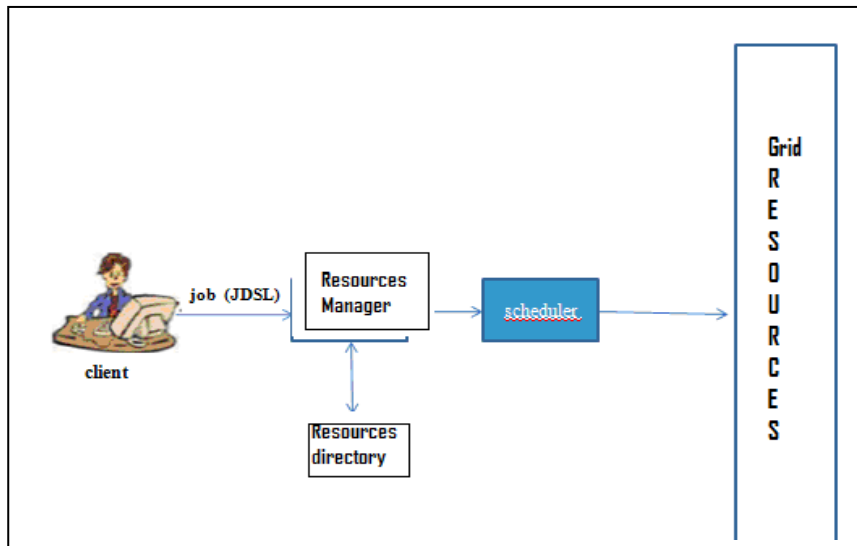 job (JDSL)
client
Resources
Manager
Resources
directory
scheduler
Grid
R
E
S
O
U
R
C
E
S